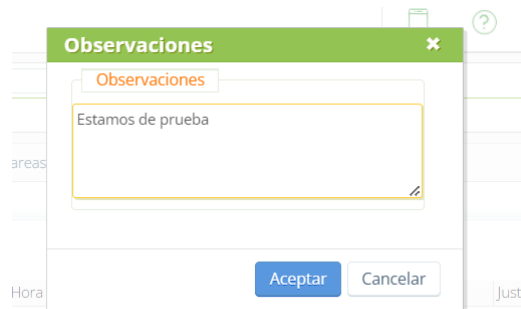 Observaciones
Observaciones
Estamos de prueba
areas
Aceptar
Cancelar
Hora
Just